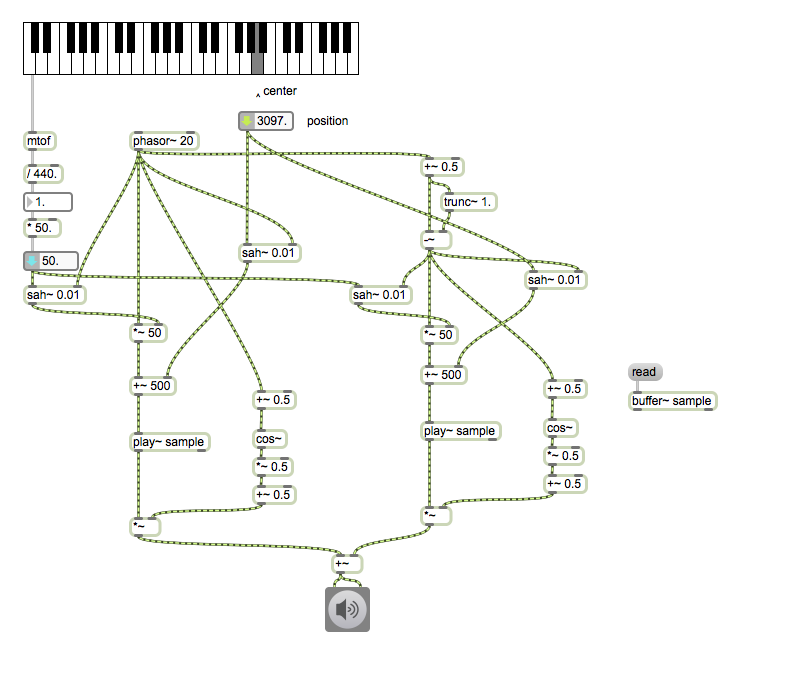 ^ center
3097. position
mtof
phasor~ 20
/ 440.
+~ 0.5
1.
trunc~ 1.
* 50.
-~
50.
sah~ 0.01
sah~ 0.01
sah~ 0.01
sah~ 0.01
*~ 50
*~ 50
+~ 500
+~ 500
read
+~ 0.5
+~ 0.5
buffer~ sample
play~ sample
cos~
play~ sample
cos~
*~ 0.5
*~ 0.5
+~ 0.5
+~ 0.5
*~
*~
+~